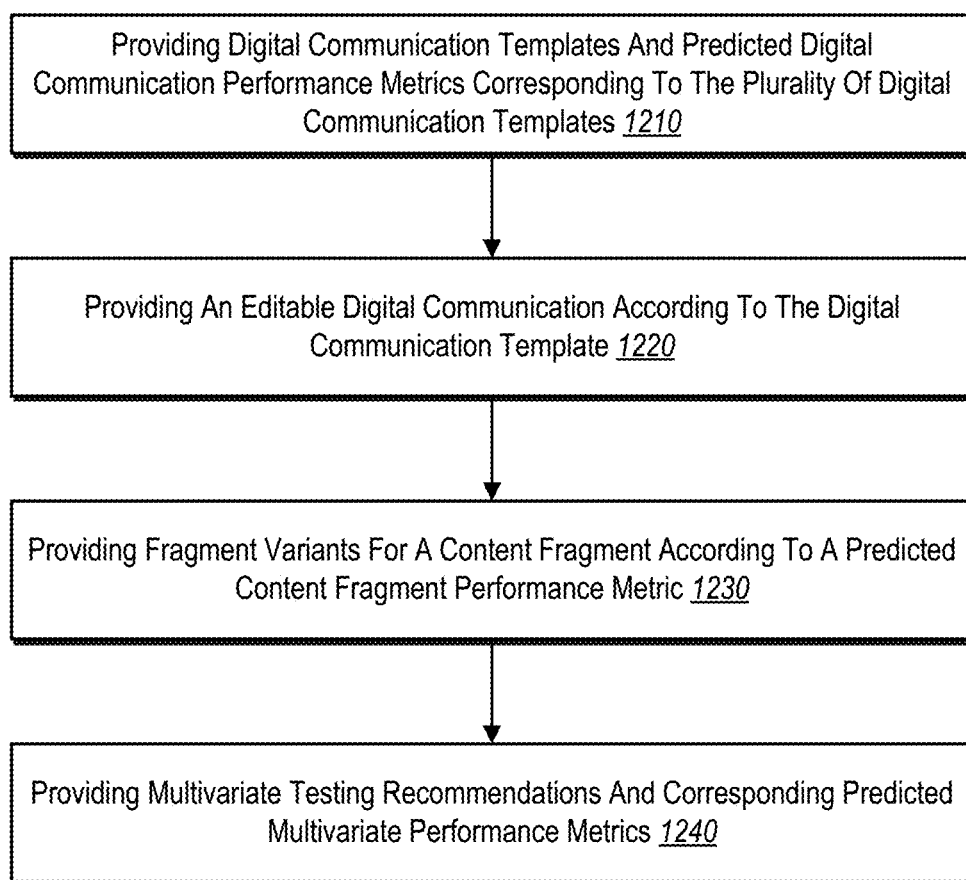 Providing Digital Communication Templates And Predicted Digital
Communication Performance Metrics Corresponding To The Plurality Of Digital
Communication Templates 1210
Providing An Editable Digital Communication According To The Digital
Communication Template 1220
Providing Fragment Variants For A Content Fragment According To A Predicted
Content Fragment Performance Metric 1230
Providing Multivariate Testing Recommendations And Corresponding Predicted
Multivariate Performance Metrics 1240